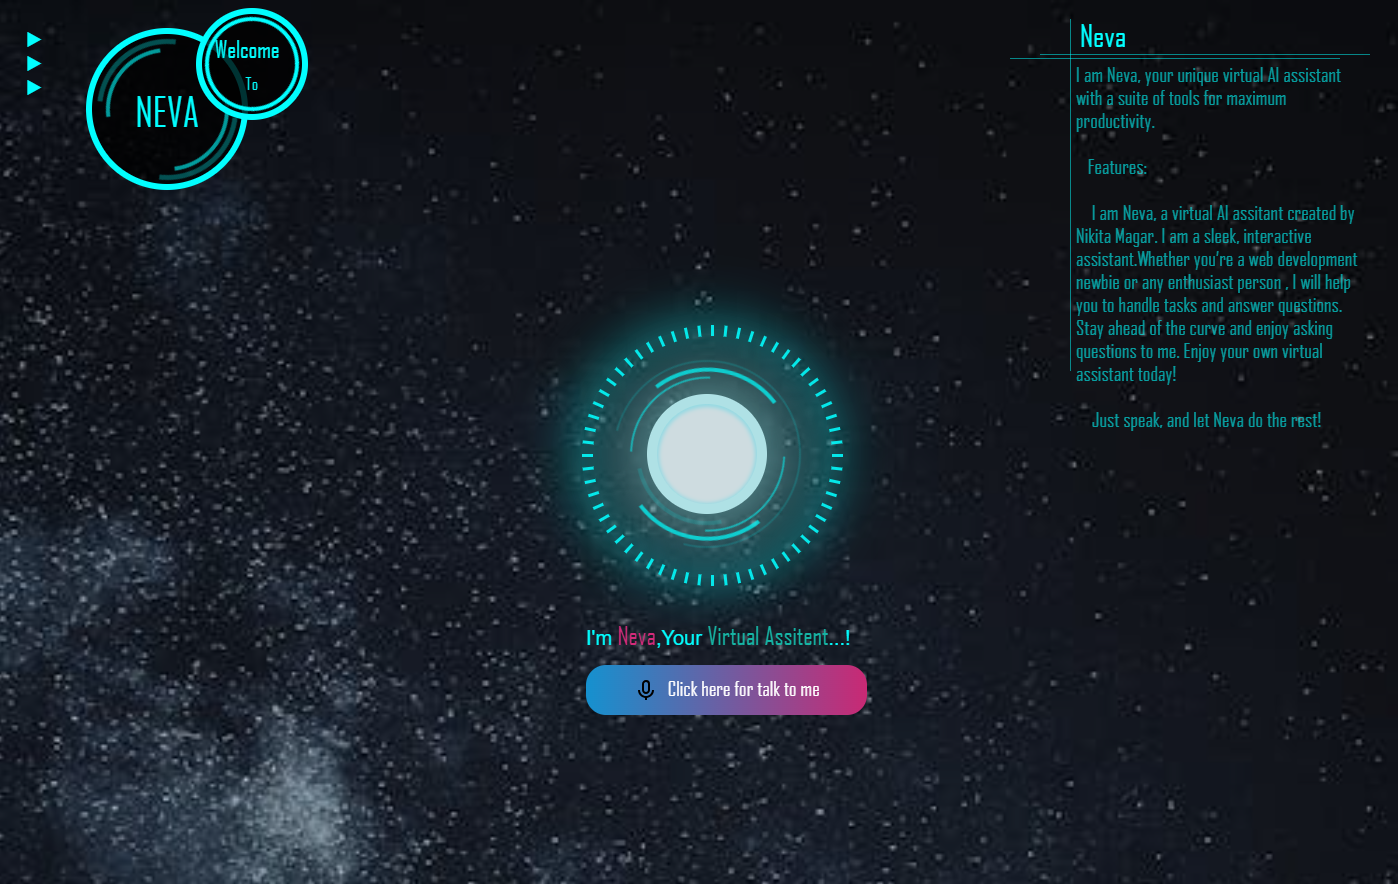 Welcome
To
NEVA
Neva
I am Neva, your unique virtual AI assistant
with a suite of tools for maximum
productivity.
Features:
I am Neva, a virtual AI assitant created by
Nikita Magar. I am a sleek, interactive
assistant.Whether you're a web development
newbie or any enthusiast person , I will help
you to handle tasks and answer questions.
Stay ahead of the curve and enjoy asking
questions to me. Enjoy your own virtual
assistant today!
Just speak, and let Neva do the rest!
I'm Neva,Your Virtual Assitent...!
Click here for talk to me